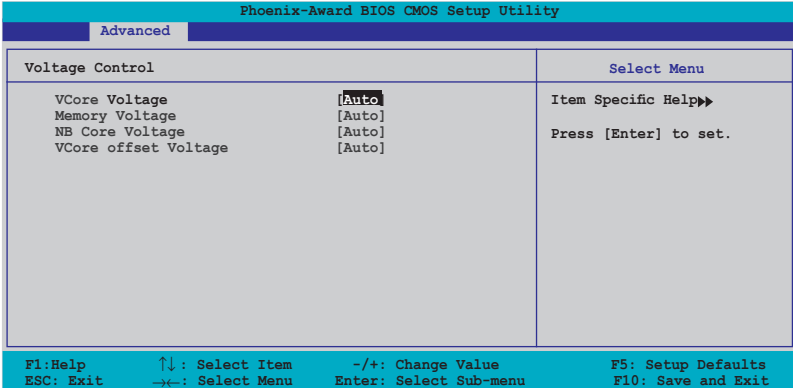 Phoenix-Award BIOS CMOS Setup Utility
Advanced
Voltage Control
Select Menu
VCore Voltage [Auto]
Memory Voltage [Auto]
NB Core Voltage [Auto]
VCore offset Voltage [Auto]
Item Specific Help▶▶
Press [Enter] to set.
F1:Help ↑↓: Select Item -/+: Change Value F5: Setup Defaults
ESC: Exit →←: Select Menu Enter: Select Sub-menu F10: Save and Exit